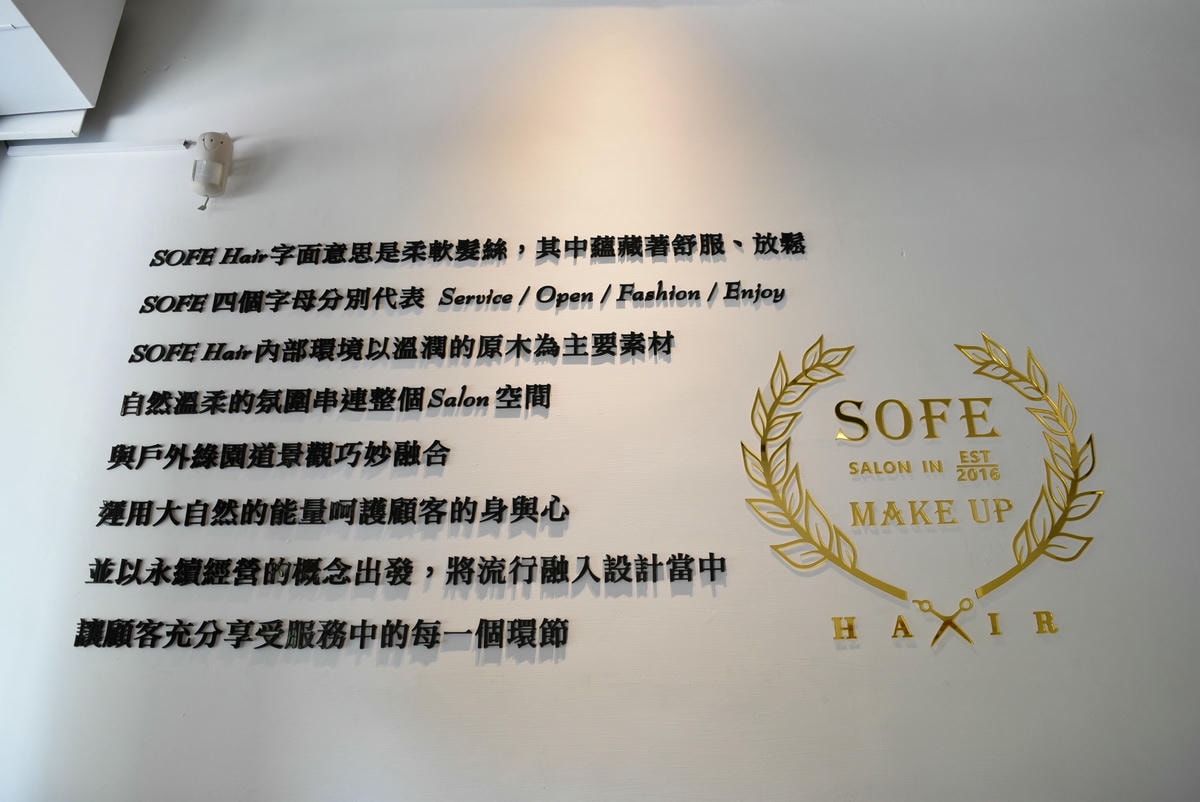 SOFE Hair字面意思是柔軟髮絲，其中蘊藏著舒服、放鬆
SOFE四個字母分別代表 Service / Open / Fashion / Enjoy
SOFE Hair內部環境以溫潤的原木為主要素材
自然溫柔的氛圍串連整個Salon空間
與戶外綠園道景觀巧妙融合
運用大自然的能量呵護顧客的身與心
並以永續經營的概念出發，將流行融入設計當中
讓顧客充分享受服務中的每一個環節
SOFE
SALON IN EST 2016
MAKE UP
HAIR